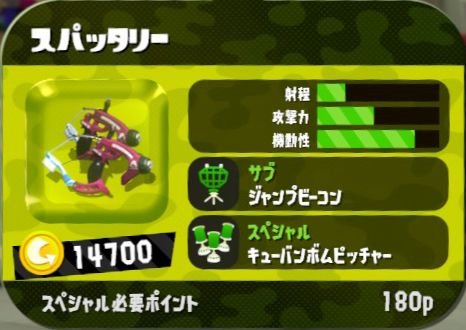 スパッタリー
射程
攻撃力
機動性
サブ
ジャンプビーコン
スペシャル
キューバンボムピッチャー
14700
スペシャル必要ポイント 180p